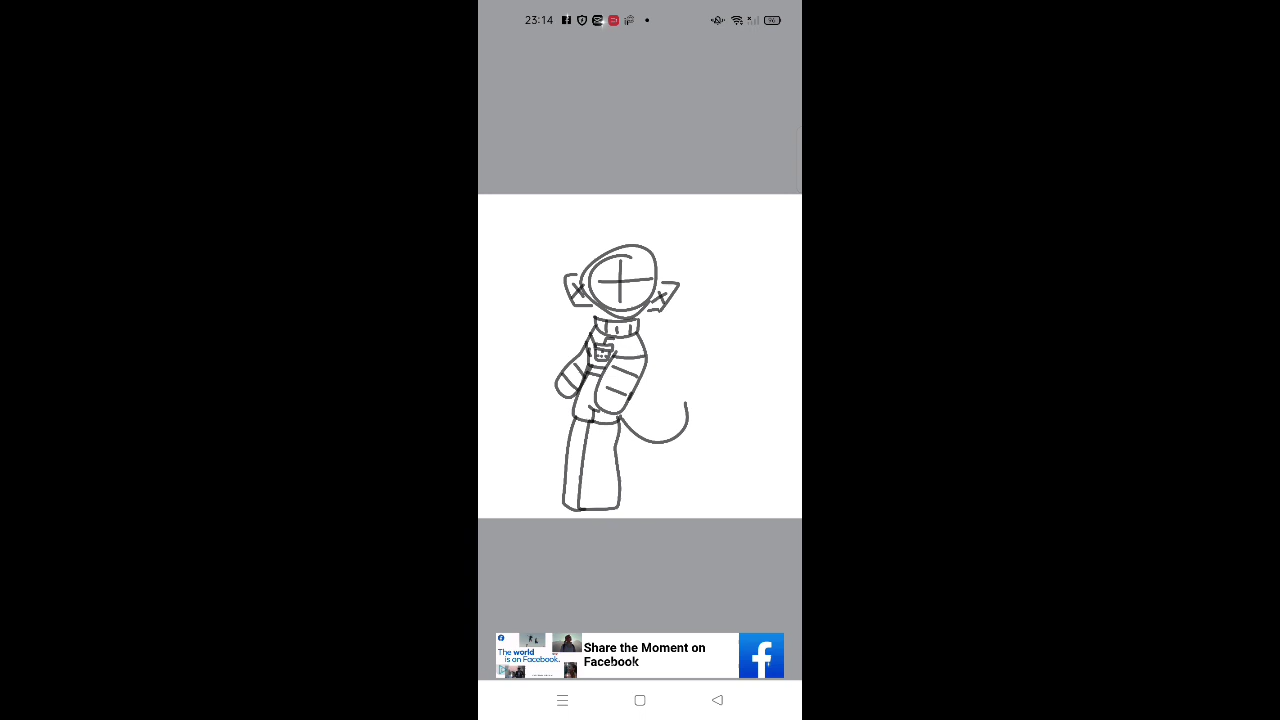 23:14
The world
is on Facebook.
Share the Moment on
Facebook